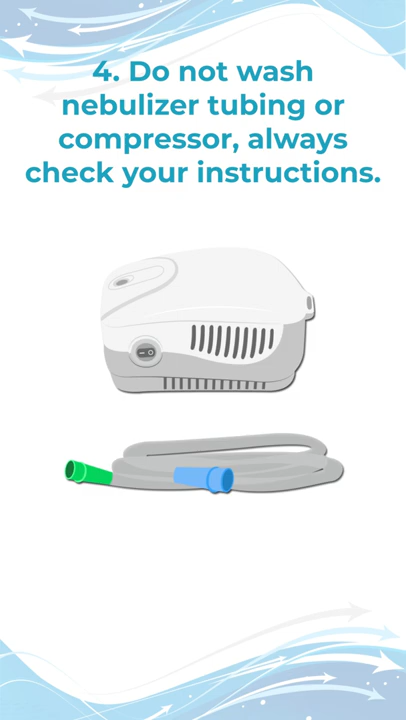 4. Do not wash
nebulizer tubing or
compressor, always
check your instructions.